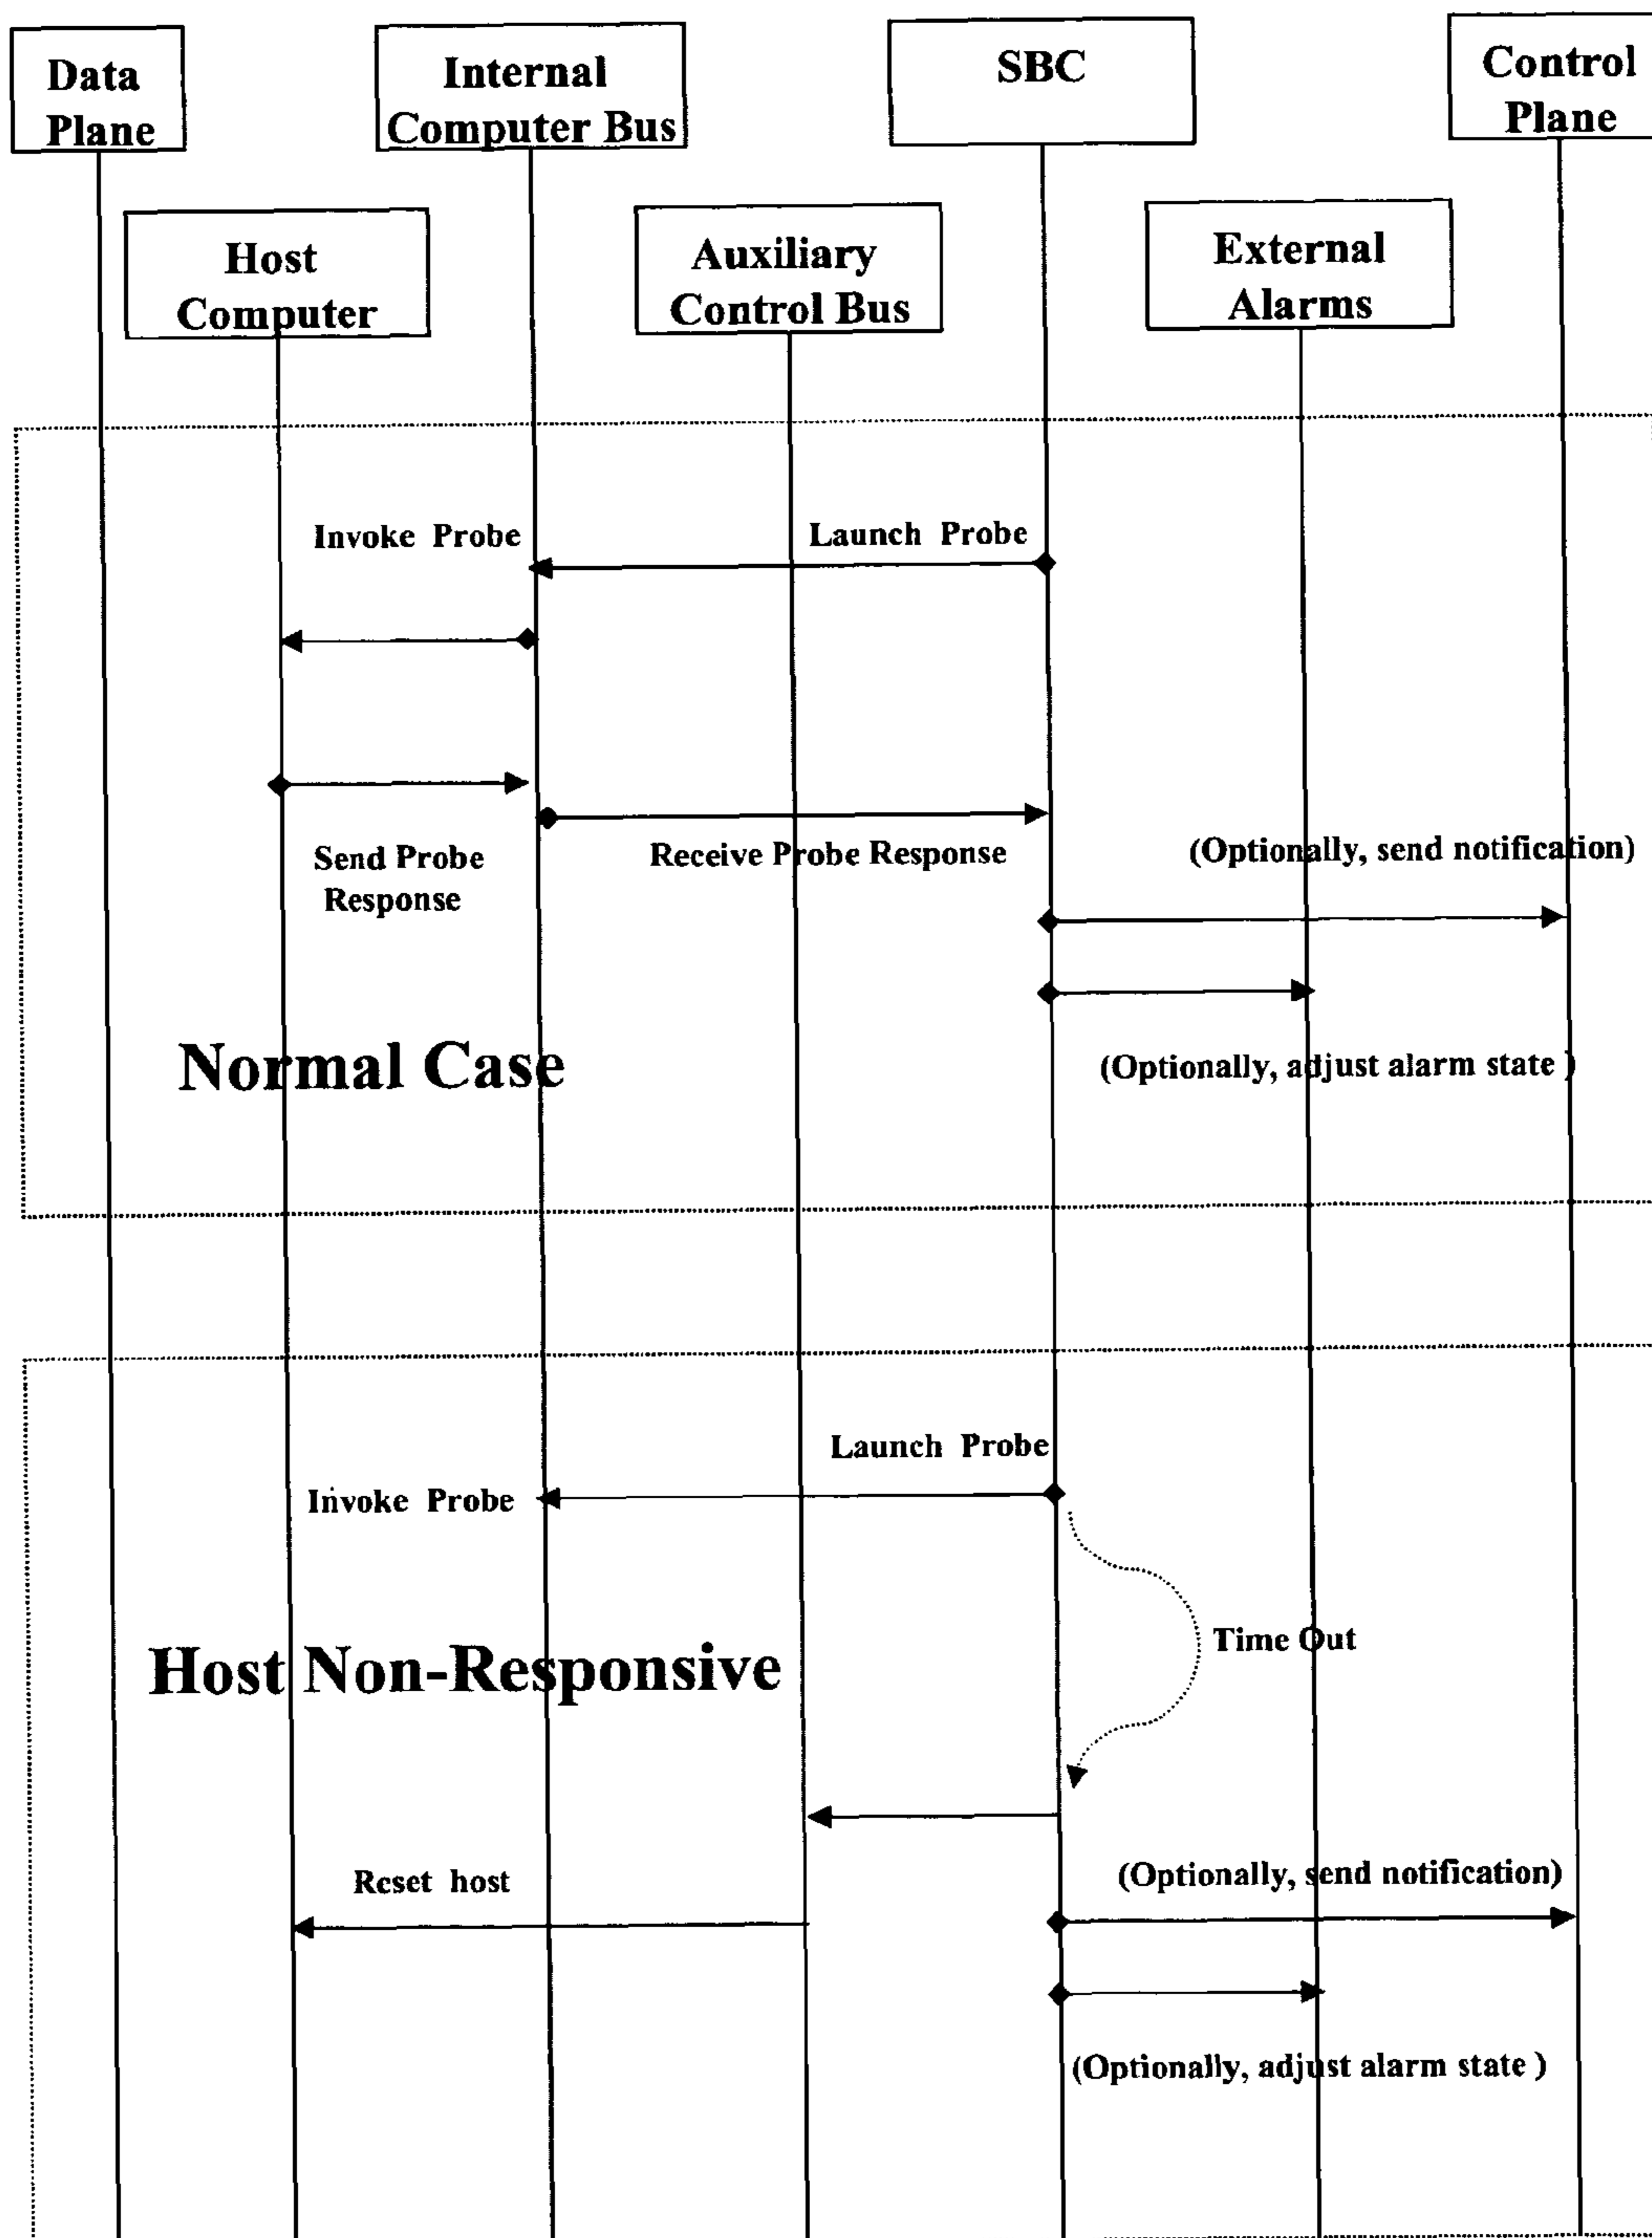 Data
Plane
Internal
Computer Bus
SBC
Control
Plane
Host
Computer
Auxiliary
Control Bus
External
Alarms
Invoke Probe
Launch Probe
Send Probe
Response
Receive Probe Response
(Optionally, send notification)
Normal Case
(Optionally, adjust alarm state )
Launch Probe
Invoke Probe
Time Out
Host Non-Responsive
Reset host
(Optionally, send notification)
(Optionally, adjust alarm state )